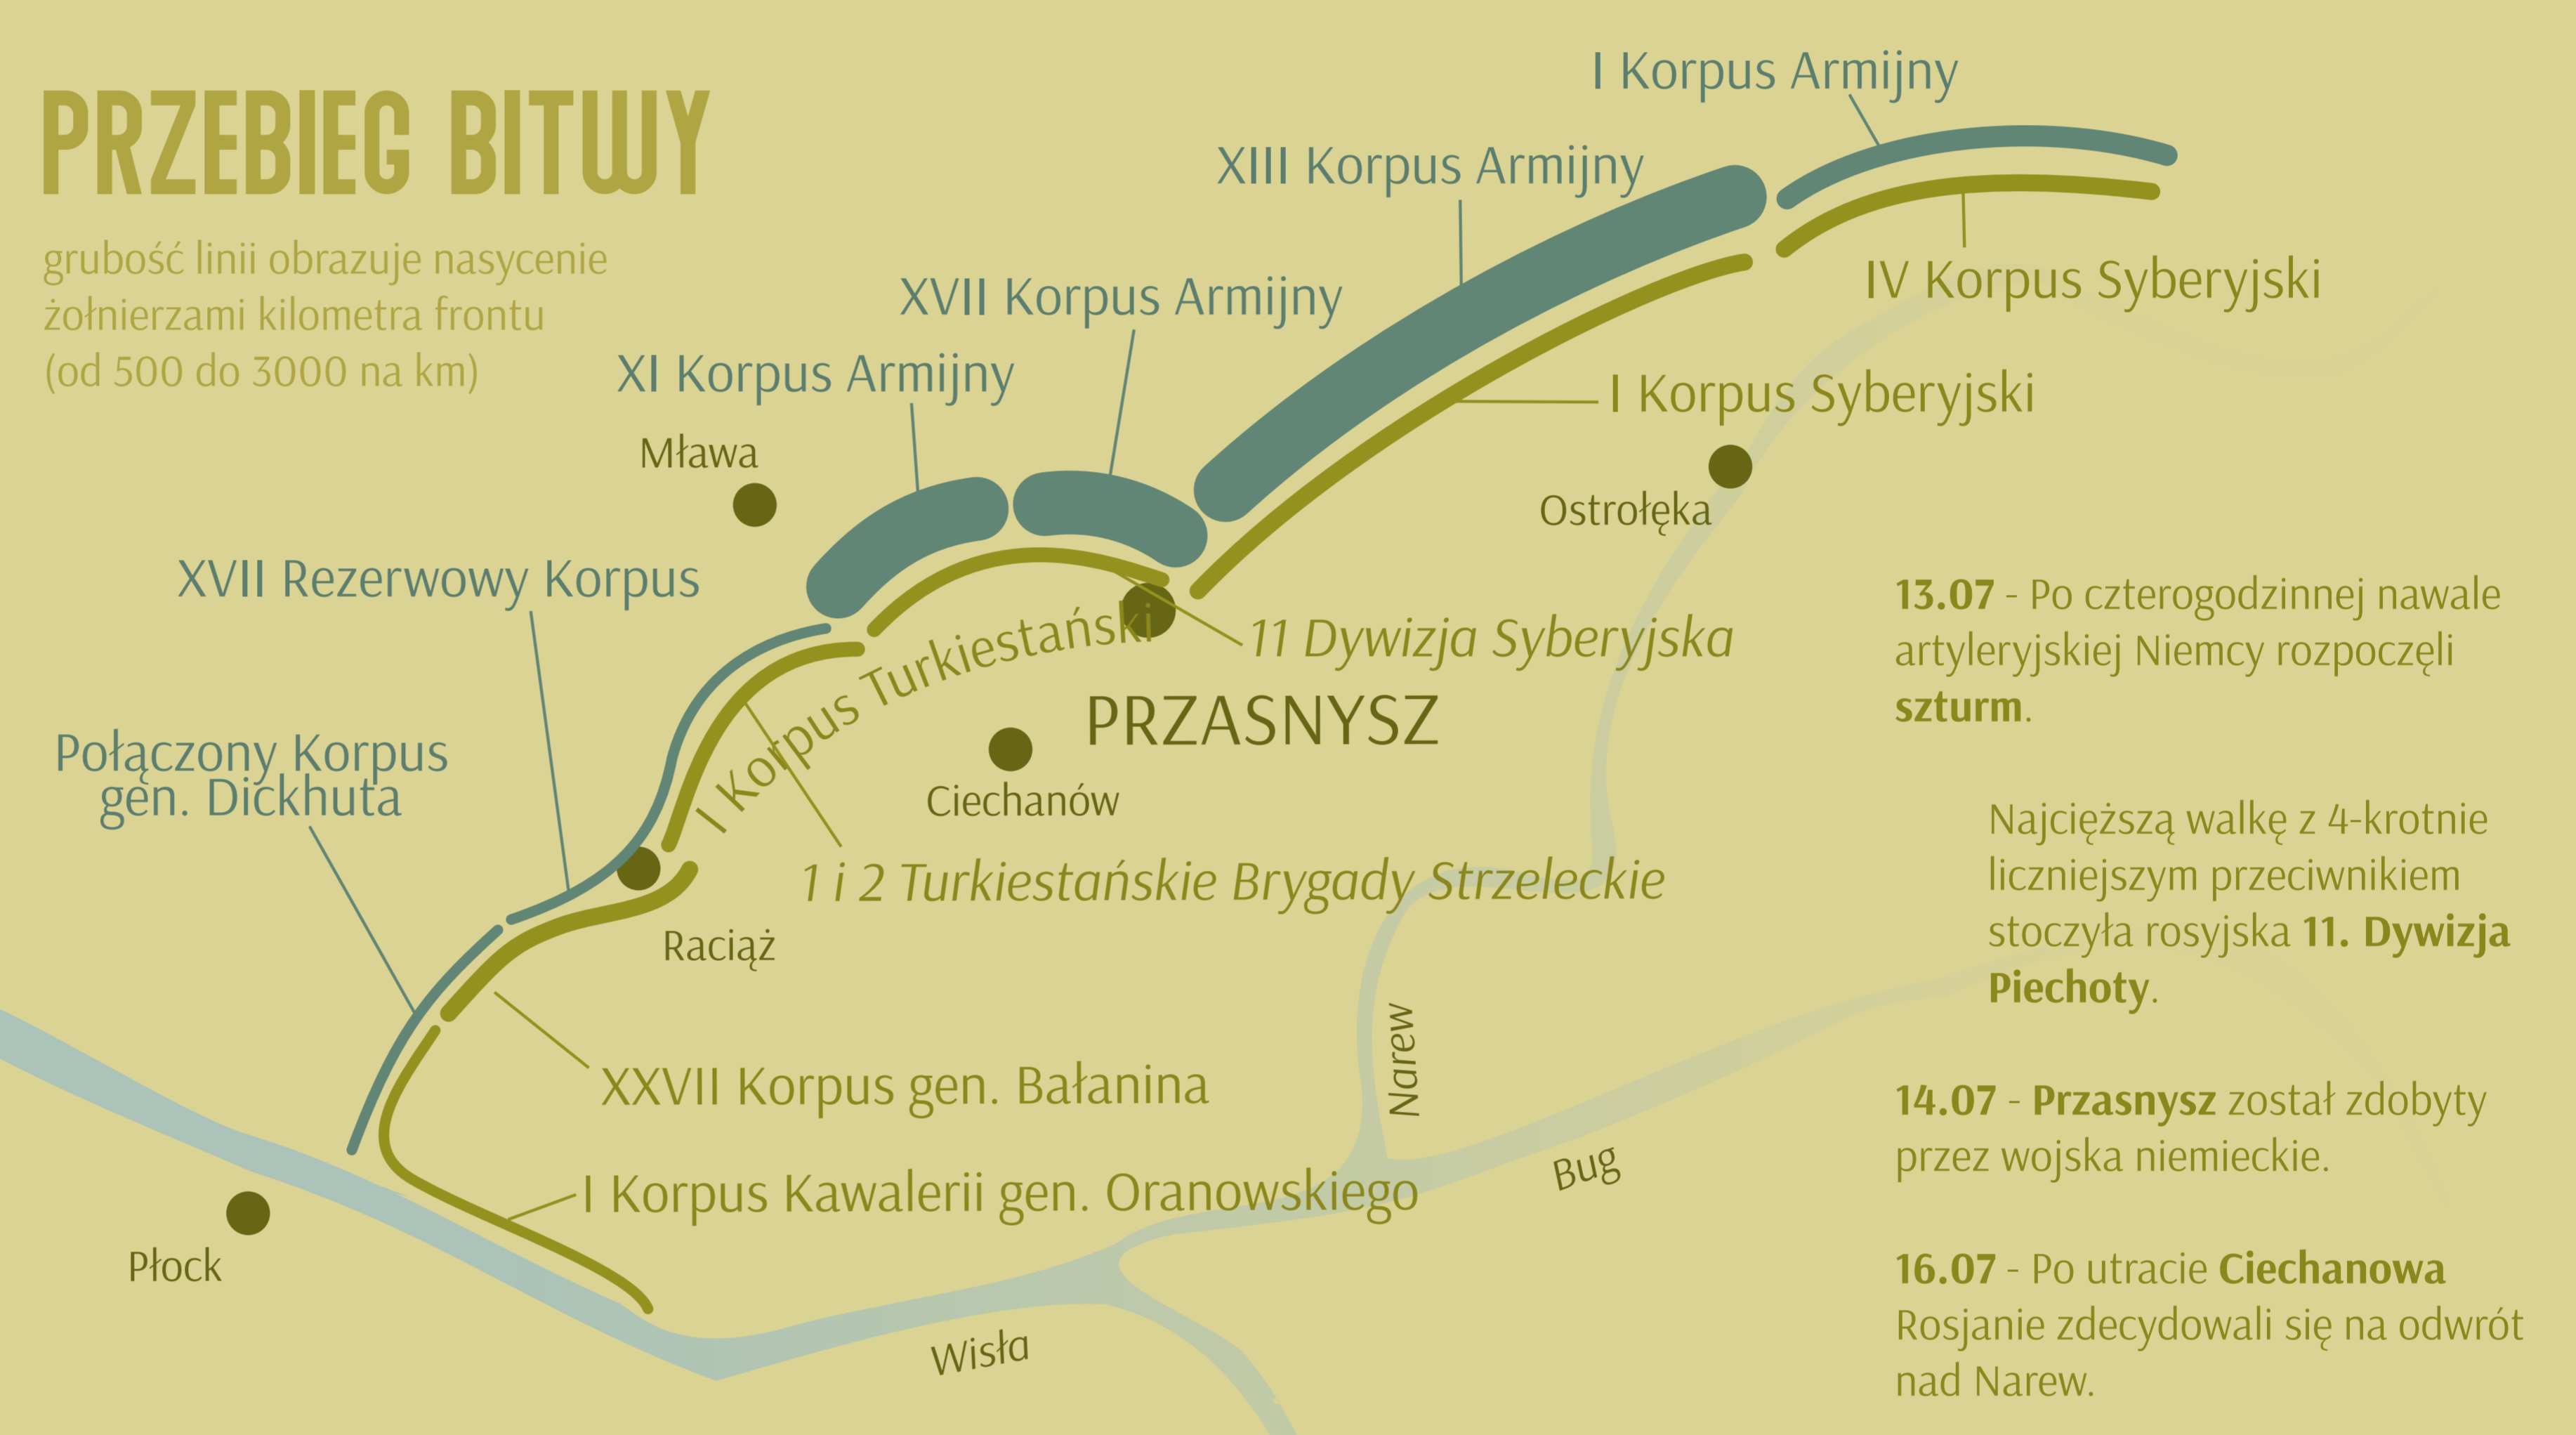 PRZEBIEG BITWY
grubość linii obrazuje nasycenie
żołnierzami kilometra frontu
(od 500 do 3000 na km)
I Korpus Armijny
XIII Korpus Armijny
XVII Korpus Armijny
XI Korpus Armijny
Mława
XVII Rezerwowy Korpus
Połączony Korpus
gen. Dickhuta
IV Korpus Syberyjski
I Korpus Syberyjski
Ostrołęka
11 Dywizja Syberyjska
I Korpus Turkiestański
PRZASNYSZ
Ciechanów
1 i 2 Turkiestańskie Brygady Strzeleckie
Raciąż
XXVII Korpus gen. Bałanina
I Korpus Kawalerii gen. Oranowskiego
Płock
Narew
Bug
Wisła
13.07 - Po czterogodzinnej nawale
artyleryjskiej Niemcy rozpoczęli
szturm.
Najcięższą walkę z 4-krotnie
liczniejszym przeciwnikiem
stoczyła rosyjska 11. Dywizja
Piechoty.
14.07 - Przasnysz został zdobyty
przez wojska niemieckie.
16.07 - Po utracie Ciechanowa
Rosjanie zdecydowali się na odwrót
nad Narew.